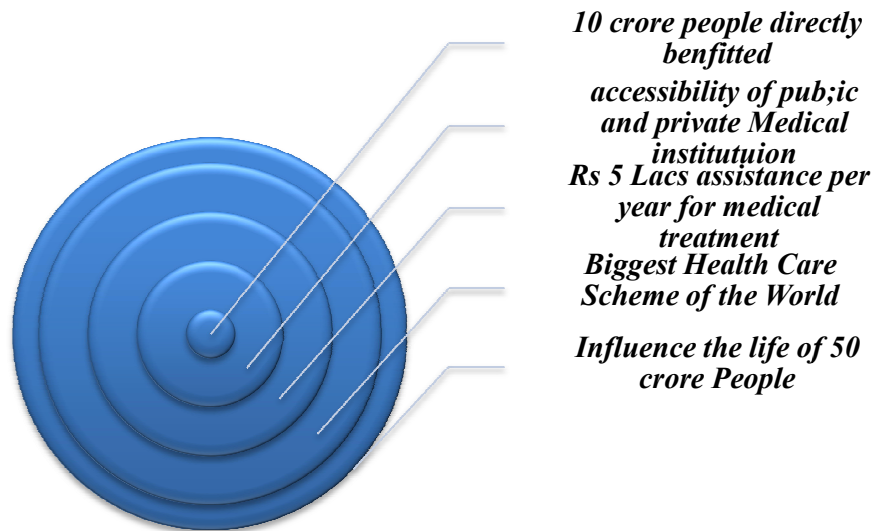 10 crore people directly
benfitted
accessibility of pub;ic
and private Medical
institutuion
Rs 5 Lacs assistance per
year for medical
treatment
Biggest Health Care
Scheme of the World
Influence the life of 50
crore People